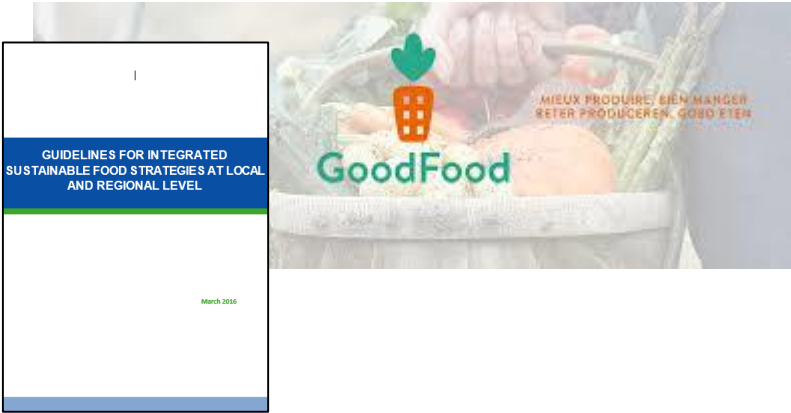 GUIDELINES FOR INTEGRATED
SUSTAINABLE FOOD STRATEGIES AT LOCAL
AND REGIONAL LEVEL
March 2016
GoodFood
MIEUX PRODUIRE, BIEN MANGER
BETER PRODUCEREN, GOED ETEN